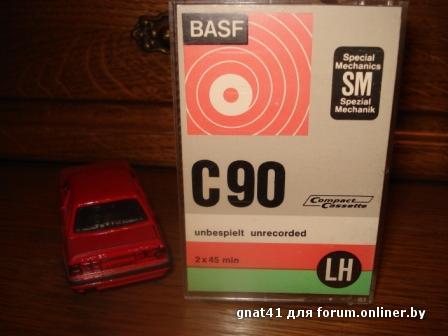 BASF
Special
Mechanics
SM
Spezial
Mechanik
C 90
Compact
Cassette
unbespielt unrecorded
2 x 45 min
LH
gnat41 для forum.onliner.by